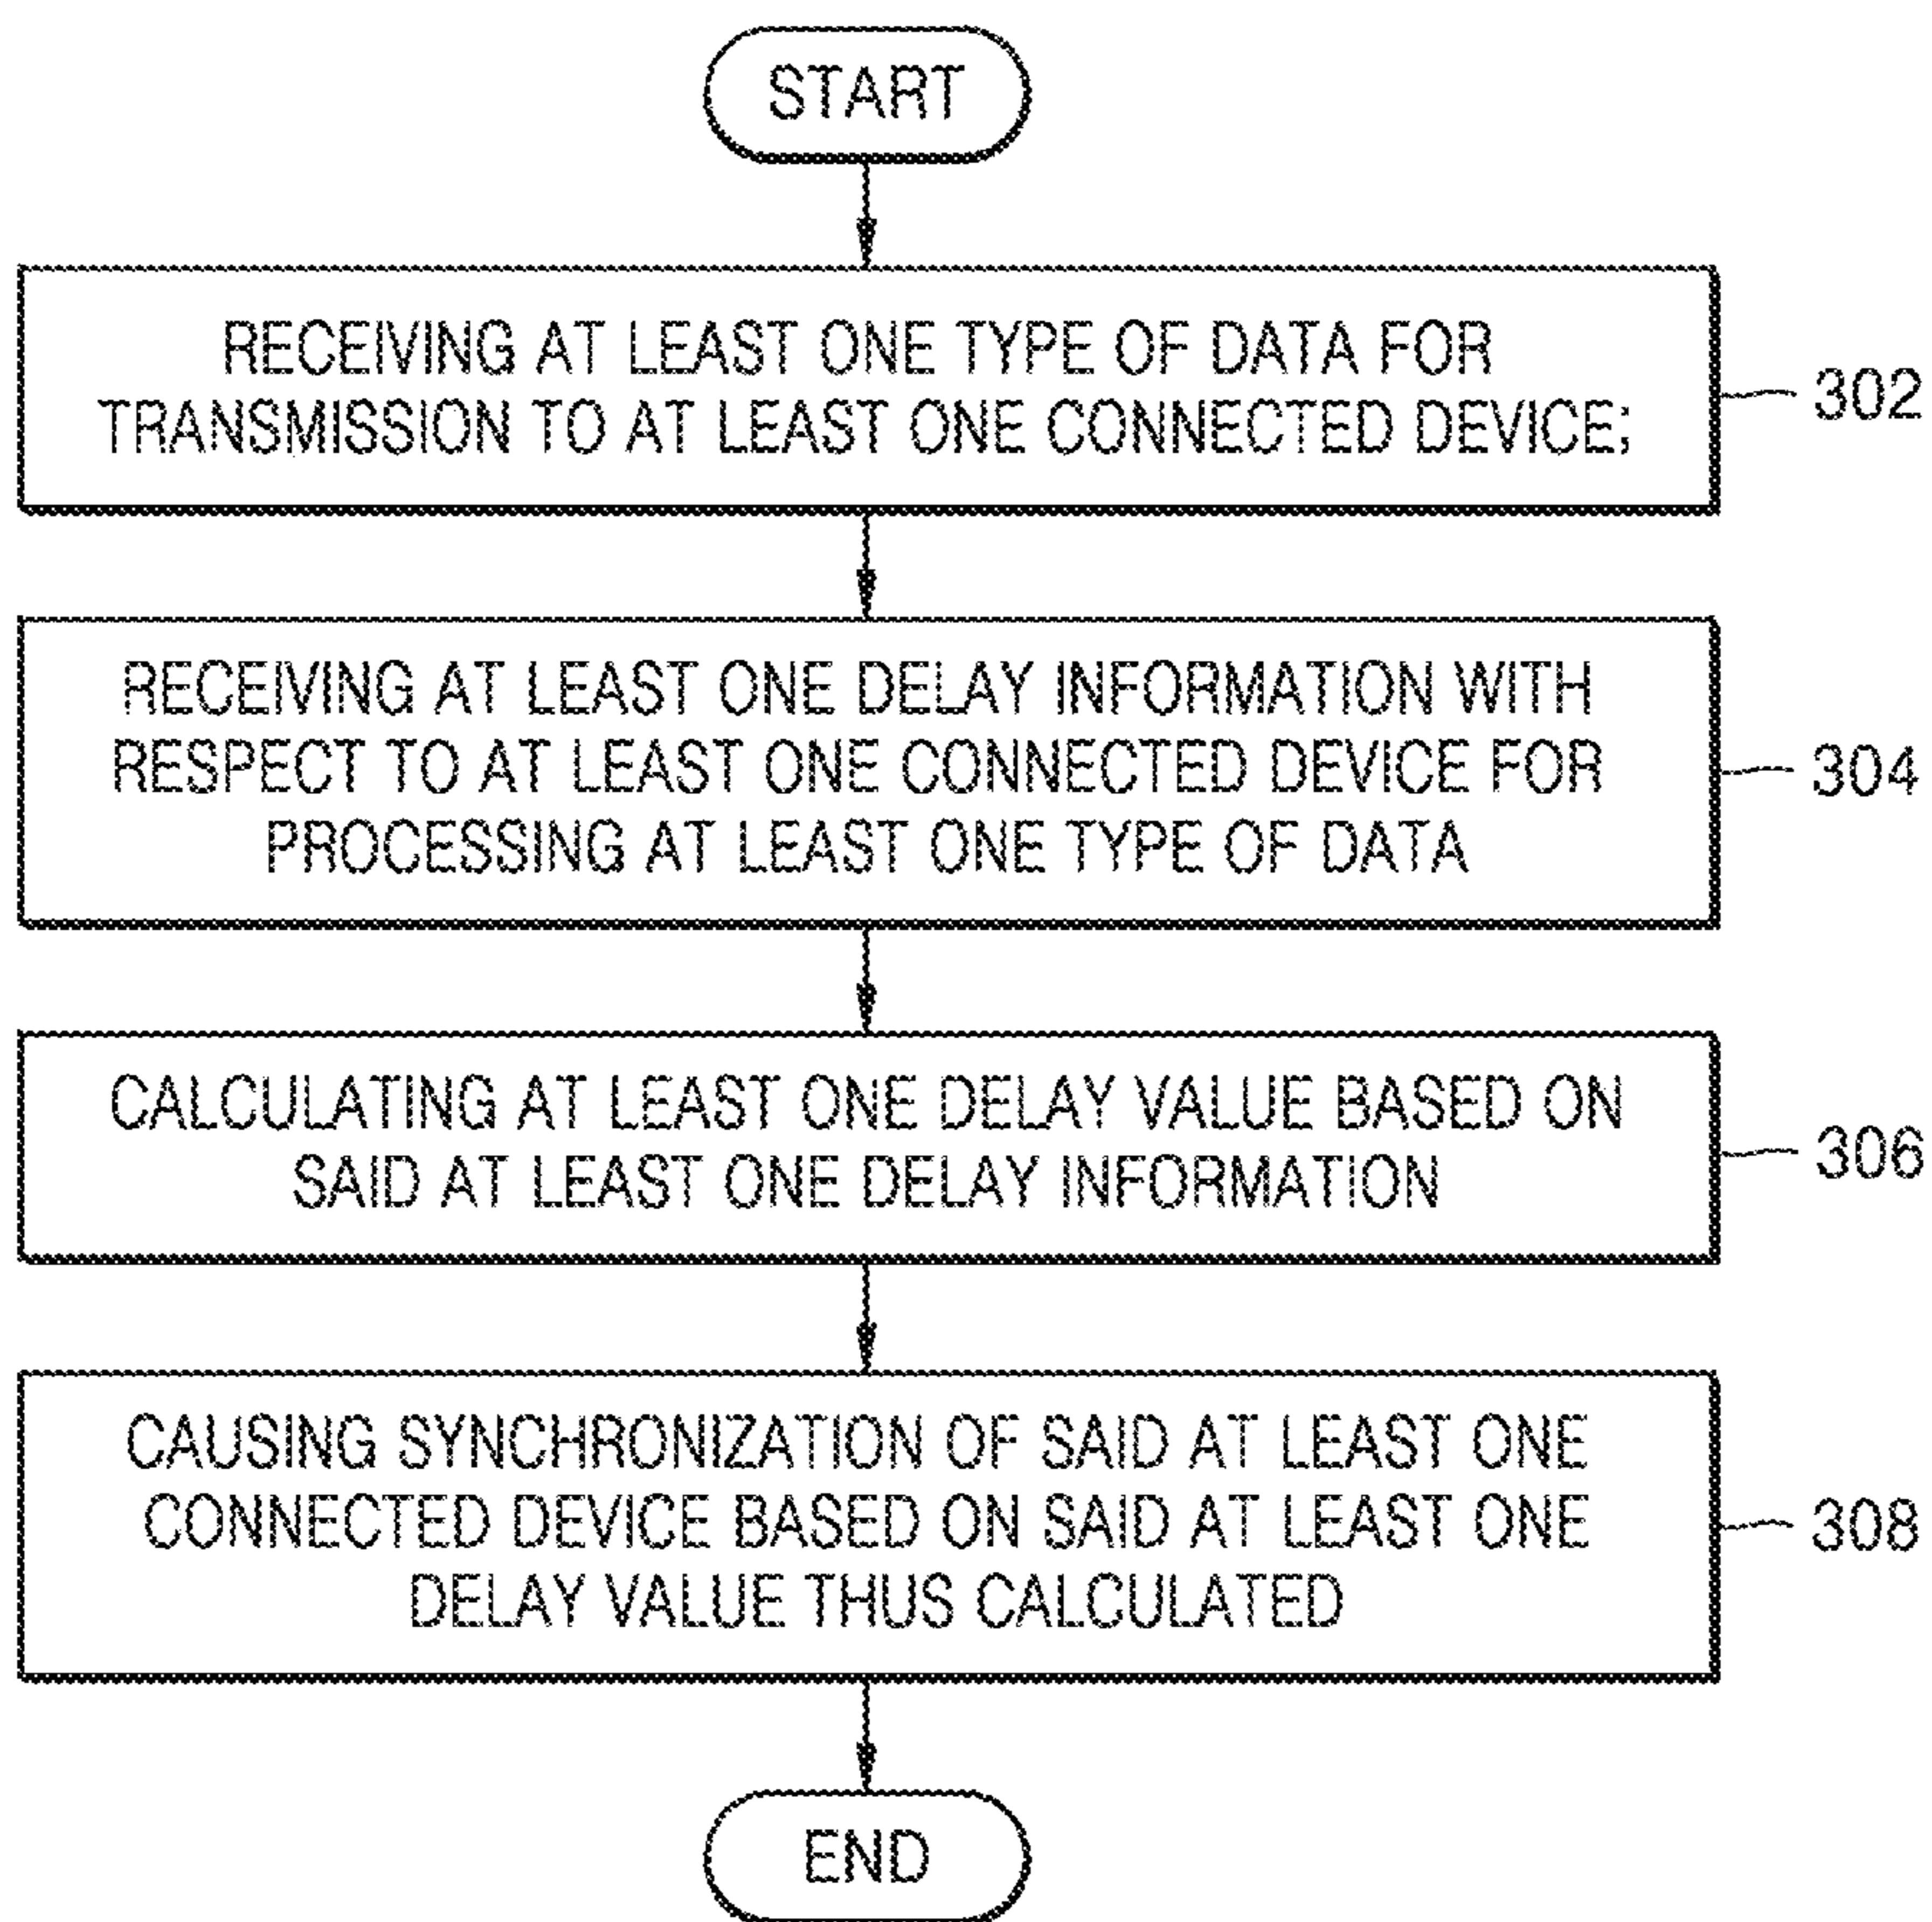 START
RECEIVING AT LEAST ONE TYPE OF DATA FOR
TRANSMISSION TO AT LEAST ONE CONNECTED DEVICE;
302
RECEIVING AT LEAST ONE DELAY INFORMATION WITH
RESPECT TO AT LEAST ONE CONNECTED DEVICE FOR
PROCESSING AT LEAST ONE TYPE OF DATA
304
CALCULATING AT LEAST ONE DELAY VALUE BASED ON
SAID AT LEAST ONE DELAY INFORMATION
306
CAUSING SYNCHRONIZATION OF SAID AT LEAST ONE
CONNECTED DEVICE BASED ON SAID AT LEAST ONE
DELAY VALUE THUS CALCULATED
308
END